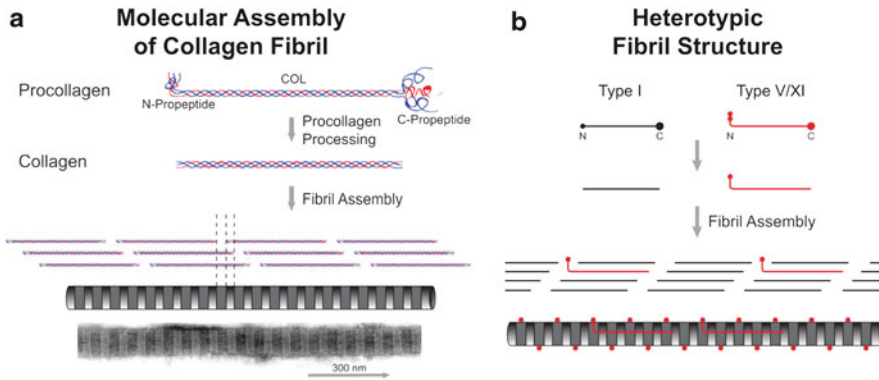 a
Molecular Assembly
of Collagen Fibril
Procollagen
COL
N-Propeptide
C-Propeptide
Procollagen
Processing
Collagen
Fibril Assembly
300 nm
b
Heterotypic
Fibril Structure
Type I
Type V/XI
N
C
N
C
Fibril Assembly